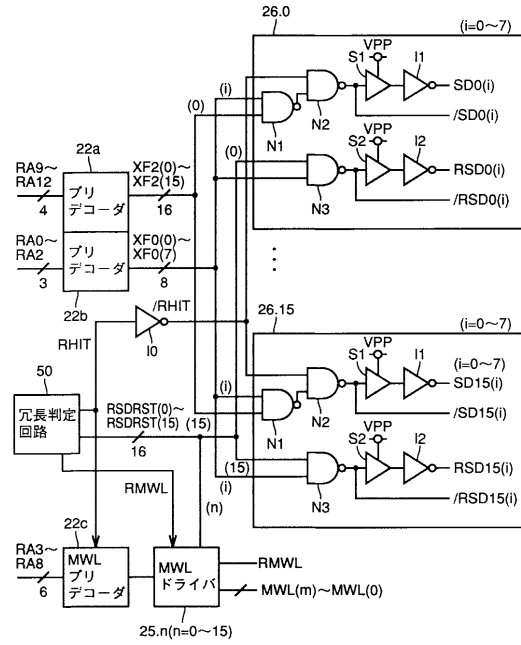 26.0
(i=0~7)
VPP
S1
I1
SD0(i)
(i)
N2
(0)
/SD0(i)
N1
VPP
(0)
S2
I2
RSD0(i)
22a
RA9~
RA12
プリ
デコーダ
XF2(0)~
XF2(15)
4
16
N3
/RSD0(i)
RA0~
RA2
プリ
デコーダ
XF0(0)~
XF0(7)
3
8
22b
/RHIT
26.15
(i=0~7)
RHIT
I0
VPP
(i=0~7)
S1
I1
SD15(i)
50
(i)
N2
冗長判定
回路
RSDRST(0)~
RSDRST(15)
(15)
/SD15(i)
N1
VPP
16
S2
I2
(15)
RSD15(i)
RMWL
(n)
(i)
N3
/RSD15(i)
22c
RA3~
RA8
MWL
プリ
デコーダ
MWL
ドライバ
RMWL
6
MWL(m)~MWL(0)
25.n(n=0~15)